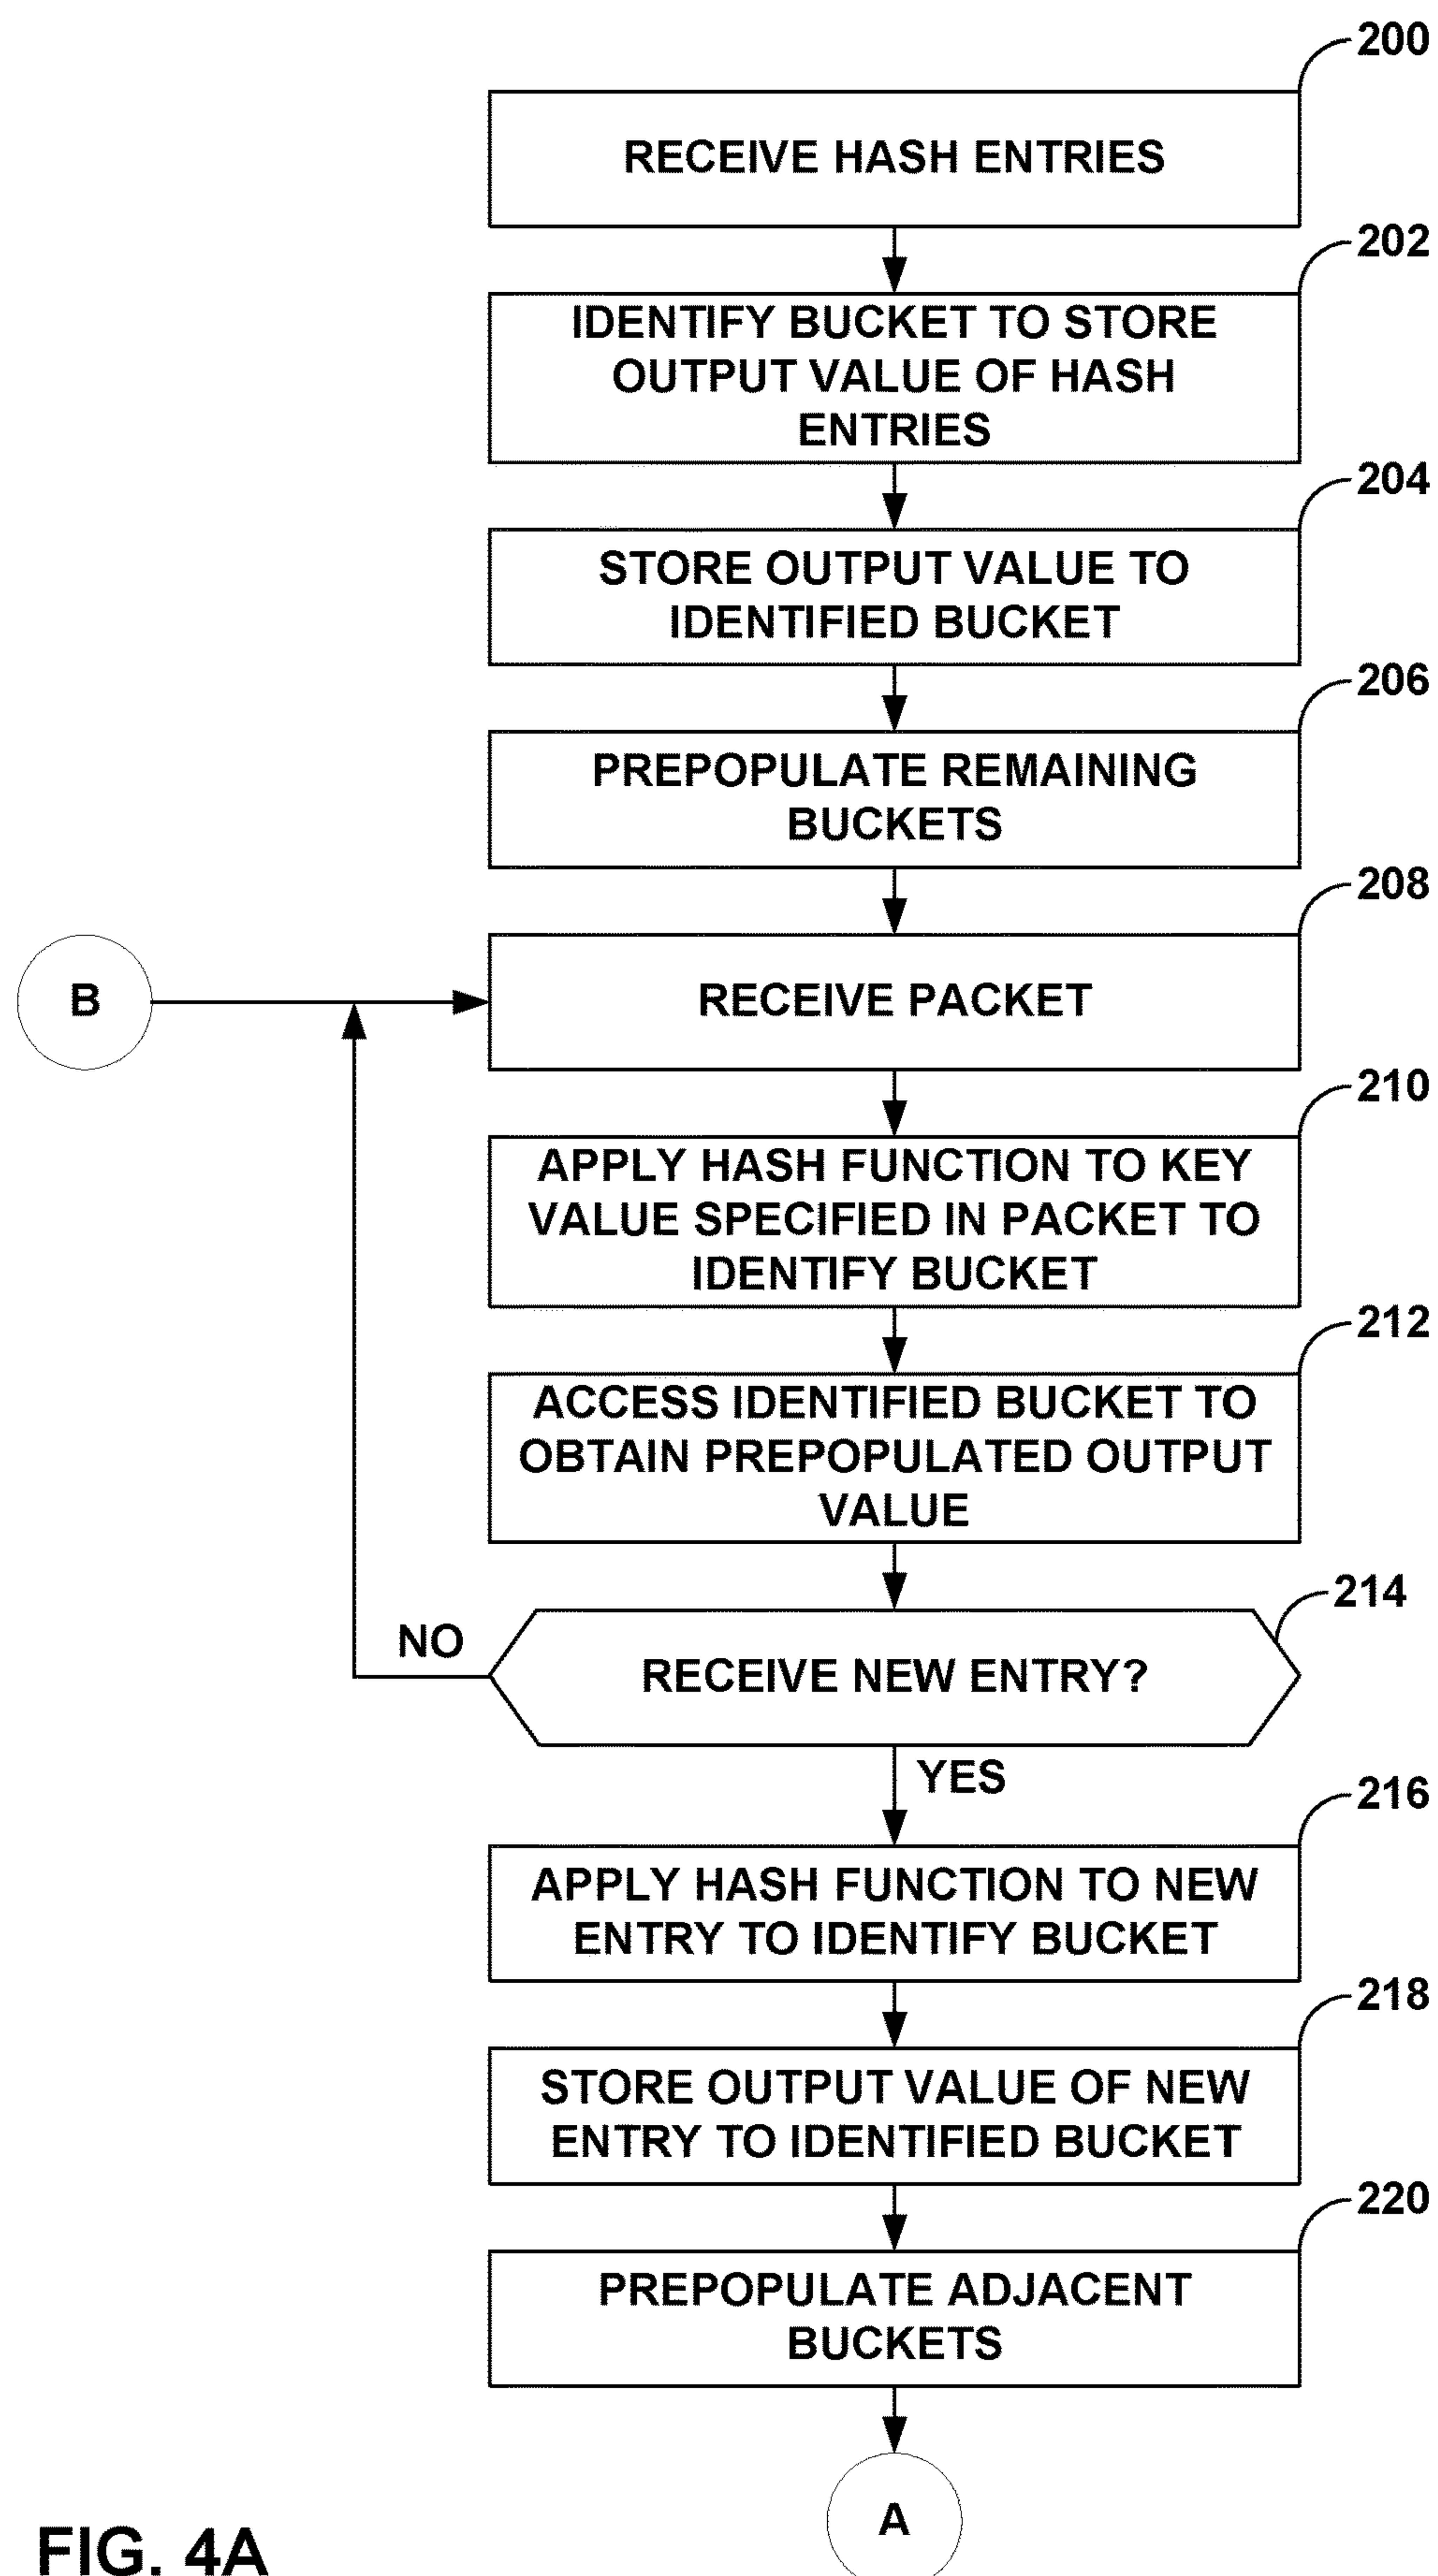 200
RECEIVE HASH ENTRIES
202
IDENTIFY BUCKET TO STORE
OUTPUT VALUE OF HASH
ENTRIES
204
STORE OUTPUT VALUE TO
IDENTIFIED BUCKET
206
PREPOPULATE REMAINING
BUCKETS
208
B
RECEIVE PACKET
210
APPLY HASH FUNCTION TO KEY
VALUE SPECIFIED IN PACKET TO
IDENTIFY BUCKET
212
ACCESS IDENTIFIED BUCKET TO
OBTAIN PREPOPULATED OUTPUT
VALUE
214
NO
RECEIVE NEW ENTRY?
YES
216
APPLY HASH FUNCTION TO NEW
ENTRY TO IDENTIFY BUCKET
218
STORE OUTPUT VALUE OF NEW
ENTRY TO IDENTIFIED BUCKET
220
PREPOPULATE ADJACENT
BUCKETS
A
FIG. 4A